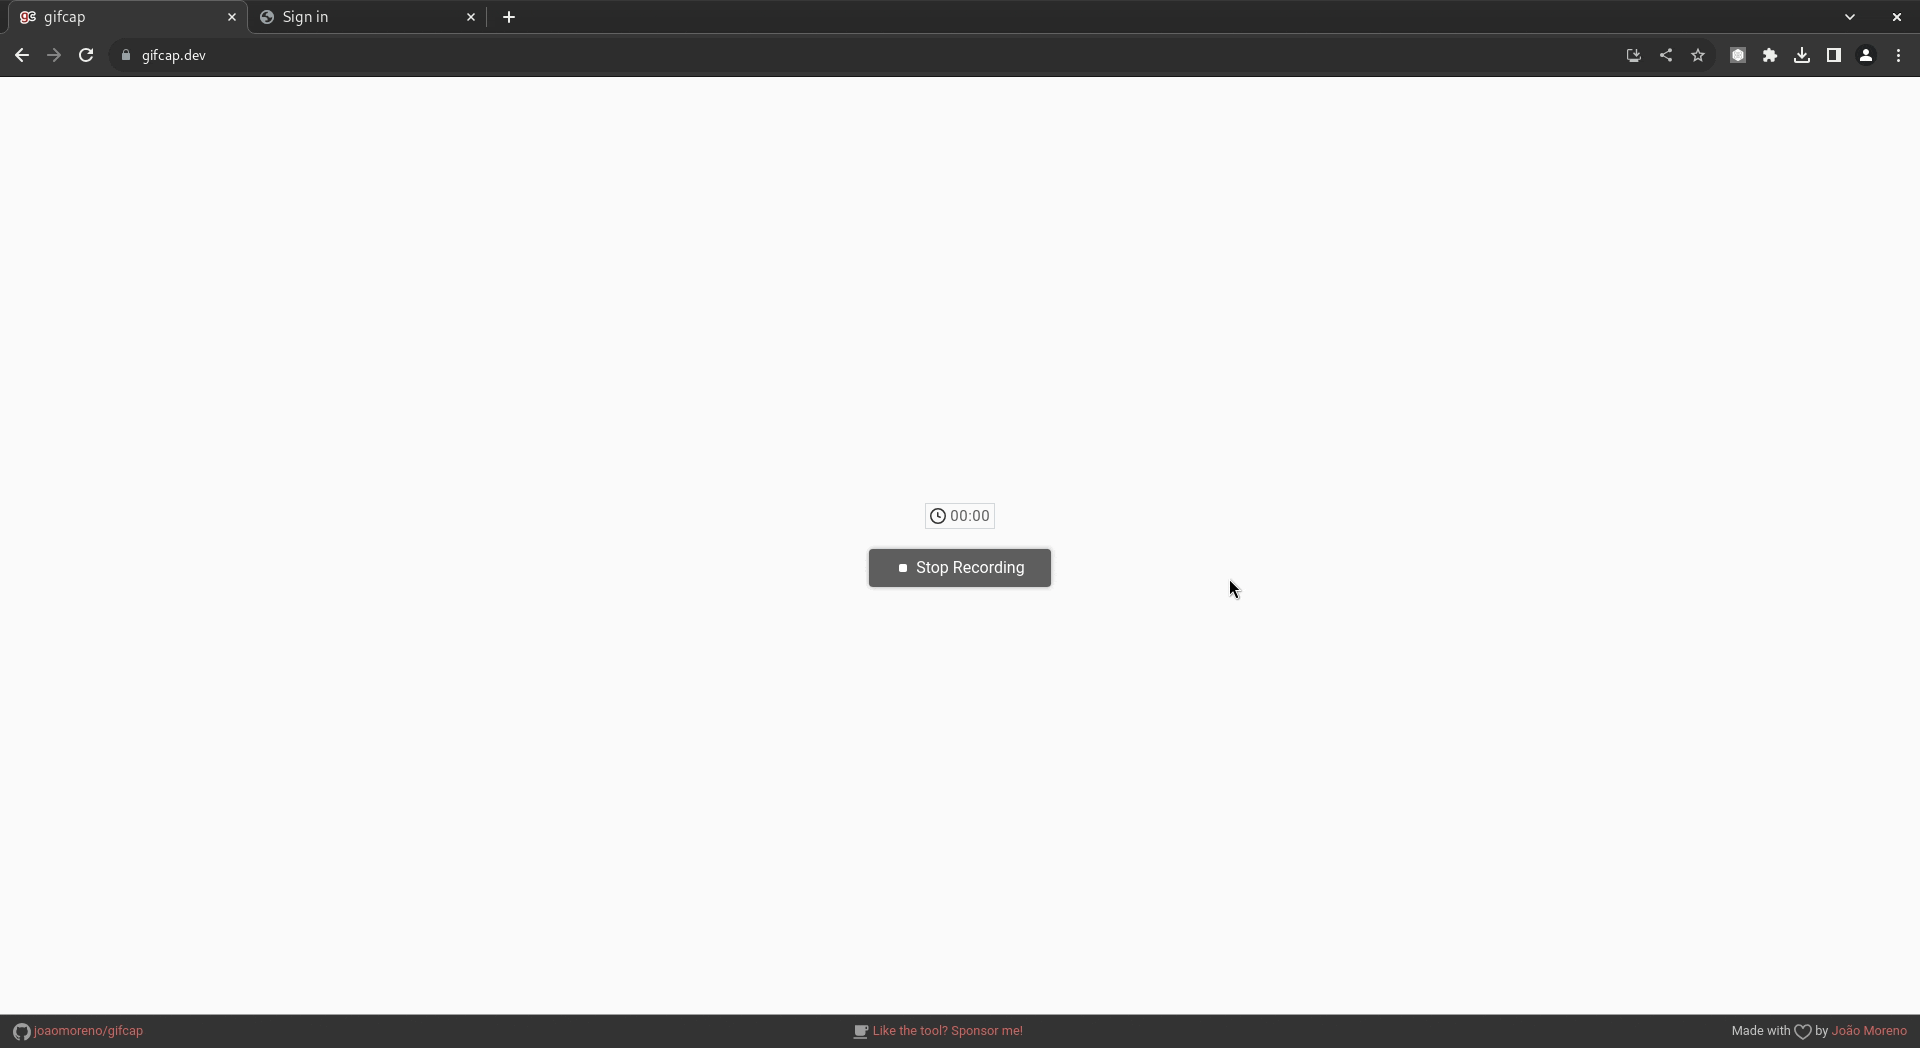 gc gifcap
Sign in
gifcap.dev
00:00
Stop Recording
joaomoreno/gifcap
Like the tool? Sponsor me!
Made with by João Moreno